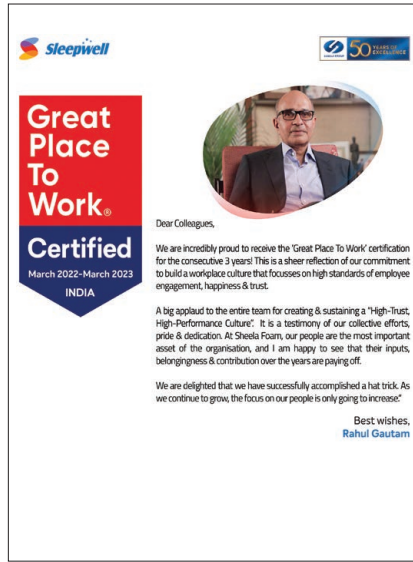 Sleepwell
50 YEARS OF
EXCELLENCE
Great
Place
To
Work®
Certified
March 2022-March 2023
INDIA
Dear Colleagues,
We are incredibly proud to receive the 'Great Place To Work' certification
for the consecutive 3 years! This is a sheer reflection of our commitment
to build a workplace culture that focusses on high standards of employee
engagement, happiness & trust.
A big applaud to the entire team for creating & sustaining a "High-Trust,
High-Performance Culture". It is a testimony of our collective efforts,
pride & dedication. At Sheela Foam, our people are the most important
asset of the organisation, and I am happy to see that their inputs,
belongingness & contribution over the years are paying off.
We are delighted that we have successfully accomplished a hat trick. As
we continue to grow, the focus on our people is only going to increase."
Best wishes,
Rahul Gautam